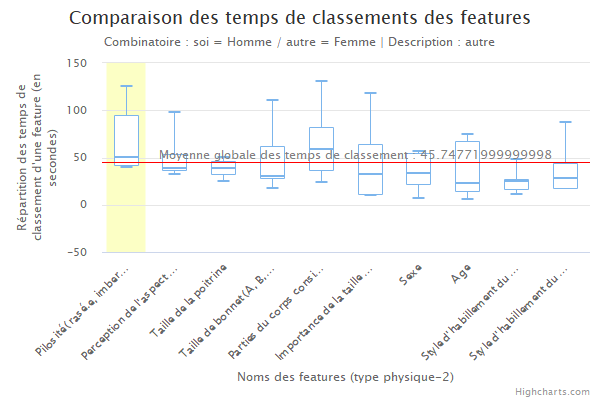 Comparaison des temps de classements des features
Combinatoire : soi = Homme / autre = Femme | Description : autre
Répartition des temps de
classement d'une feature (en
secondes)
150
100
50
0
-50
Moyenne globale des temps de classement : 45.74771999999998
Pilosité(rasée, imber...
Perception de l'aspect...
Taille de la poitrine
Taille de bonnet(A, B,...
Parties du corps consi...
Importance de la taille...
Sexe
Age
Style d'habillement du...
Style d'habillement du...
Noms des features (type physique-2)
Highcharts.com